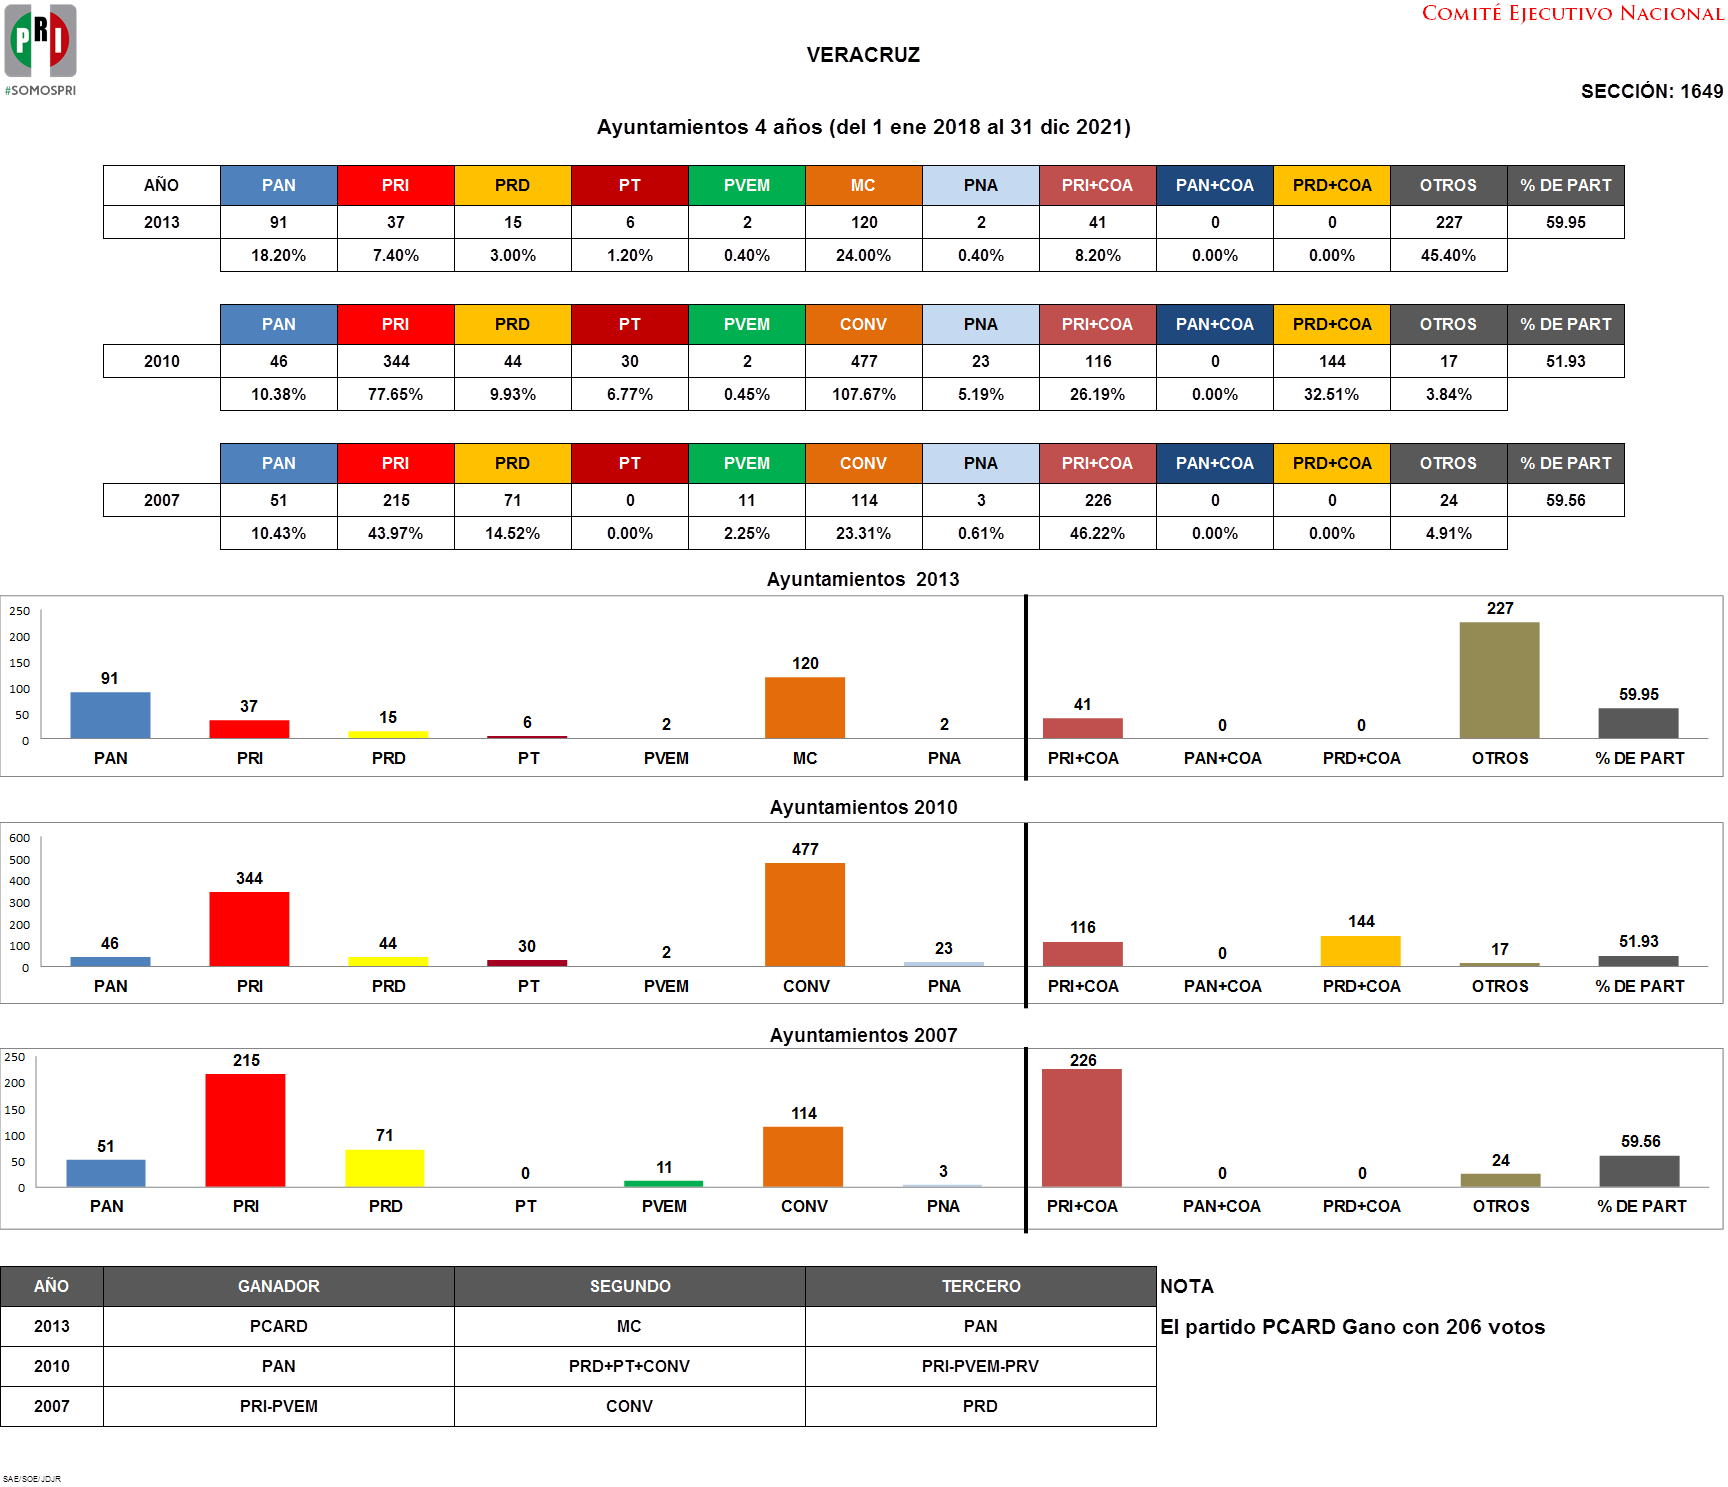 COMITÉ EJECUTIVO NACIONAL
PRI
#SOMOSPRI
VERACRUZ
SECCIÓN: 1649
Ayuntamientos 4 años (del 1 ene 2018 al 31 dic 2021)
AÑO PAN PRI PRD PT PVEM MC PNA PRI+COA PAN+COA PRD+COA OTROS % DE PART
2013 91 37 15 6 2 120 2 41 0 0 227 59.95
18.20% 7.40% 3.00% 1.20% 0.40% 24.00% 0.40% 8.20% 0.00% 0.00% 45.40%
PAN PRI PRD PT PVEM CONV PNA PRI+COA PAN+COA PRD+COA OTROS % DE PART
2010 46 344 44 30 2 477 23 116 0 144 17 51.93
10.38% 77.65% 9.93% 6.77% 0.45% 107.67% 5.19% 26.19% 0.00% 32.51% 3.84%
PAN PRI PRD PT PVEM CONV PNA PRI+COA PAN+COA PRD+COA OTROS % DE PART
2007 51 215 71 0 11 114 3 226 0 0 24 59.56
10.43% 43.97% 14.52% 0.00% 2.25% 23.31% 0.61% 46.22% 0.00% 0.00% 4.91%
Ayuntamientos 2013
250
200
150
100
50
0
91 37 15 6 2 120 2 41 0 0 227 59.95
PAN PRI PRD PT PVEM MC PNA PRI+COA PAN+COA PRD+COA OTROS % DE PART
Ayuntamientos 2010
600
500
400
300
200
100
0
46 344 44 30 2 477 23 116 0 144 17 51.93
PAN PRI PRD PT PVEM CONV PNA PRI+COA PAN+COA PRD+COA OTROS % DE PART
Ayuntamientos 2007
250
200
150
100
50
0
51 215 71 0 11 114 3 226 0 0 24 59.56
PAN PRI PRD PT PVEM CONV PNA PRI+COA PAN+COA PRD+COA OTROS % DE PART
AÑO GANADOR SEGUNDO TERCERO NOTA
2013 PCARD MC PAN El partido PCARD Gano con 206 votos
2010 PAN PRD+PT+CONV PRI-PVEM-PRV
2007 PRI-PVEM CONV PRD
SAE/SOE/JDJR